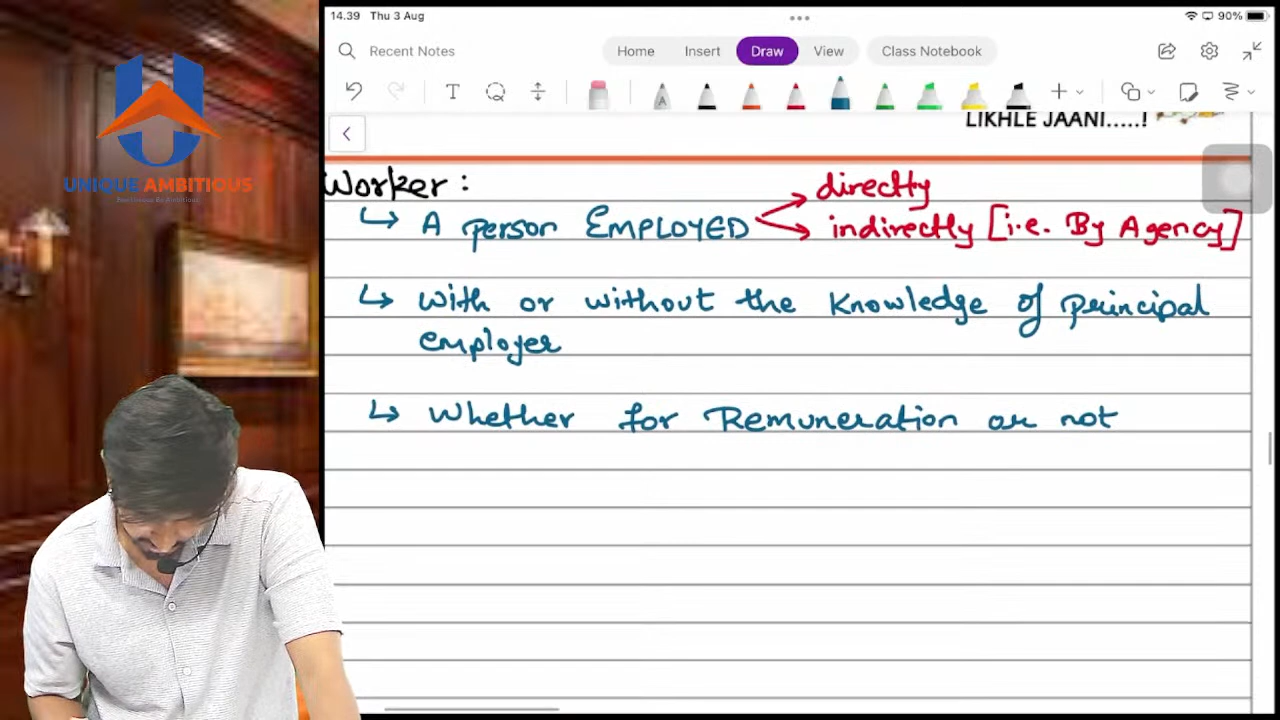 14.39 Thu 3 Aug
90%
Recent Notes
Home Insert Draw View Class Notebook
LIKHLE JAANI.....!
UNIQUE AMBITIOUS
Worker :
↳ A person EMPLOYED → directly
→ indirectly [i.e. By Agency]
↳ with or without the Knowledge of principal
employer
↳ Whether for Remuneration or not